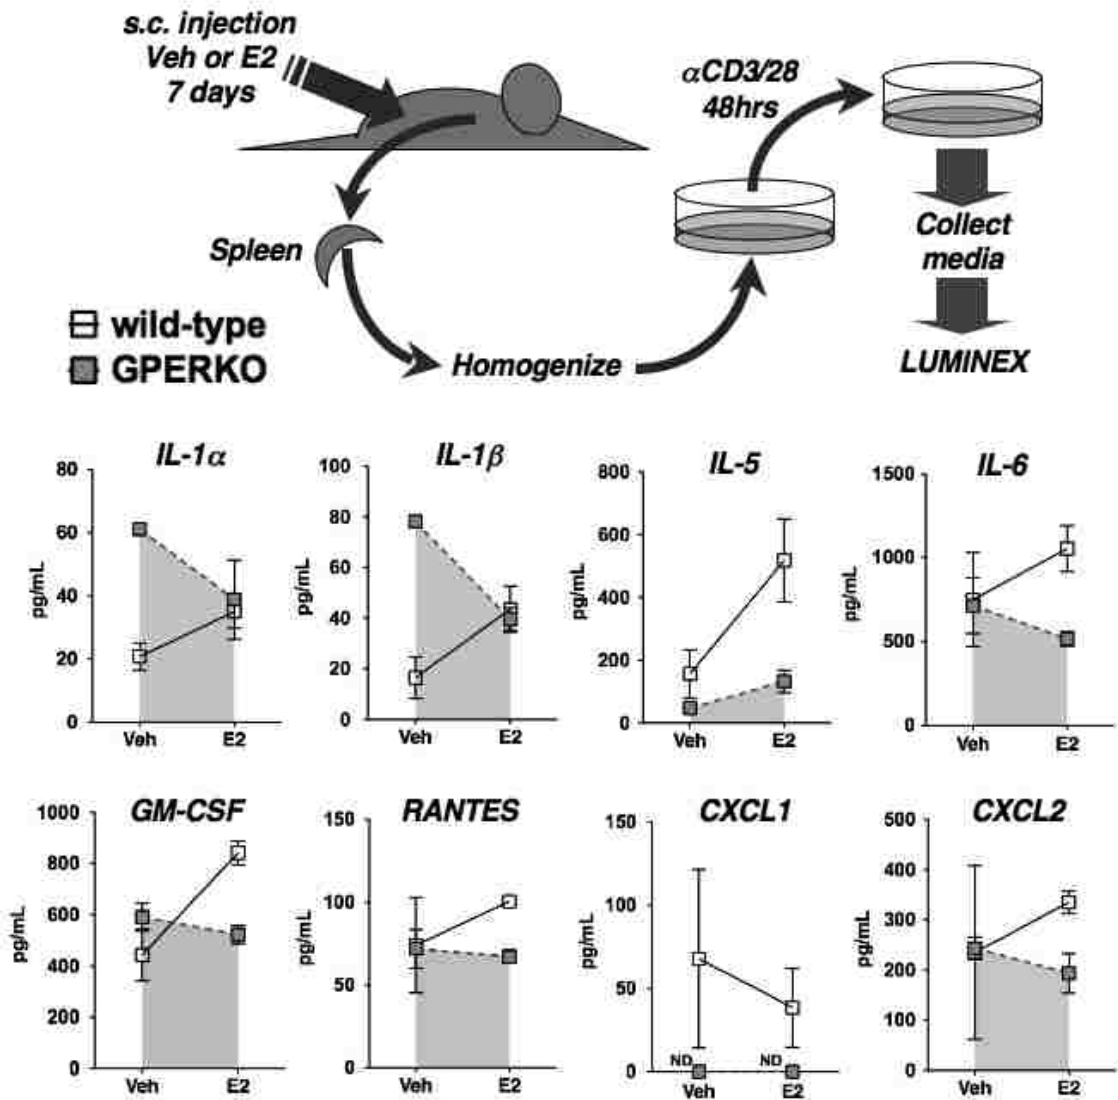 s.c. injection
Veh or E2
7 days
αCD3/28
48hrs
Spleen
Collect
media
wild-type
GPERKO
Homogenize
LUMINEX
IL-1α
80
60
40
20
0
pg/mL
Veh
E2
IL-1β
100
80
60
40
20
0
pg/mL
Veh
E2
IL-5
800
600
400
200
0
pg/mL
Veh
E2
IL-6
1500
1000
500
0
pg/mL
Veh
E2
GM-CSF
1000
800
600
400
200
0
pg/mL
Veh
E2
RANTES
150
100
50
0
pg/mL
Veh
E2
CXCL1
150
100
50
0
pg/mL
ND
ND
Veh
E2
CXCL2
500
400
300
200
100
0
pg/mL
Veh
E2